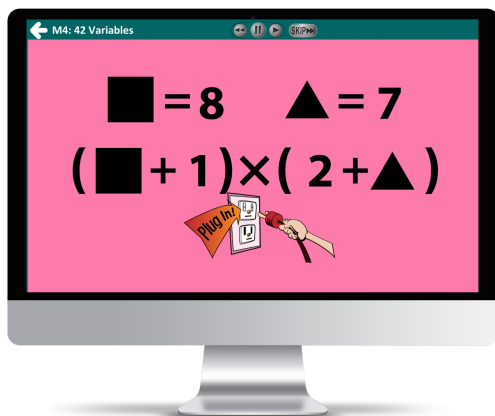 M4: 42 Variables
SKIP
■ = 8 ▲ = 7
( ■ + 1 ) × ( 2 + ▲ )
Plug In!